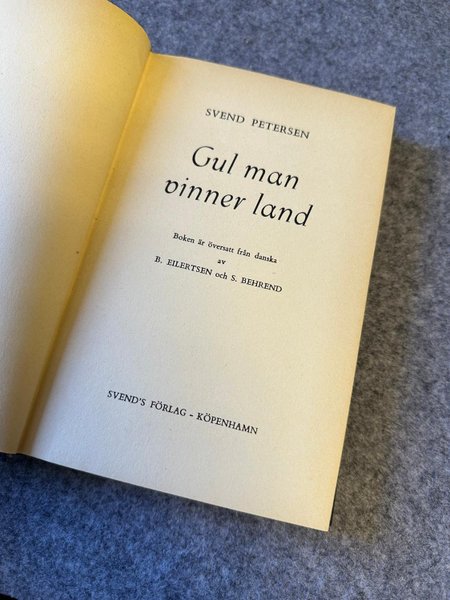 SVEND PETERSEN
Gul man
vinner land
Boken är översatt från danska
av
B. EILERTSEN och S. BEHREND
SVEND'S FÖRLAG - KÖPENHAMN